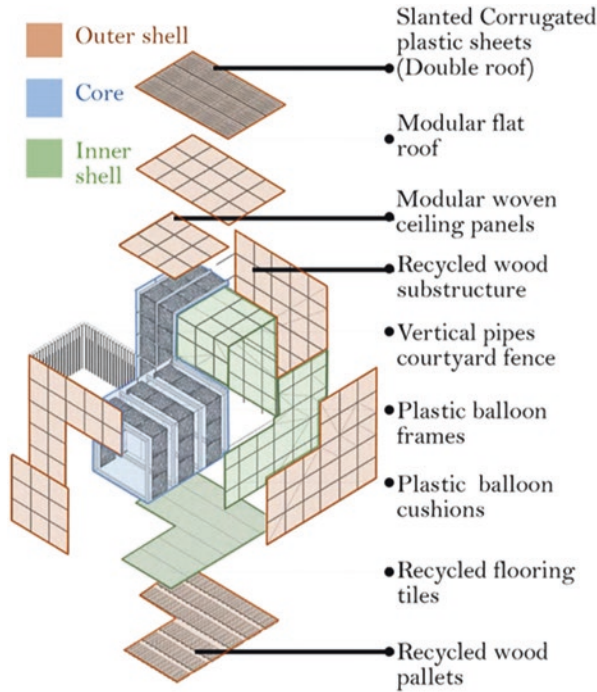 Outer shell
Core
Inner
shell
Slanted Corrugated
plastic sheets
(Double roof)
Modular flat
roof
Modular woven
ceiling panels
Recycled wood
substructure
Vertical pipes
courtyard fence
Plastic balloon
frames
Plastic balloon
cushions
Recycled flooring
tiles
Recycled wood
pallets